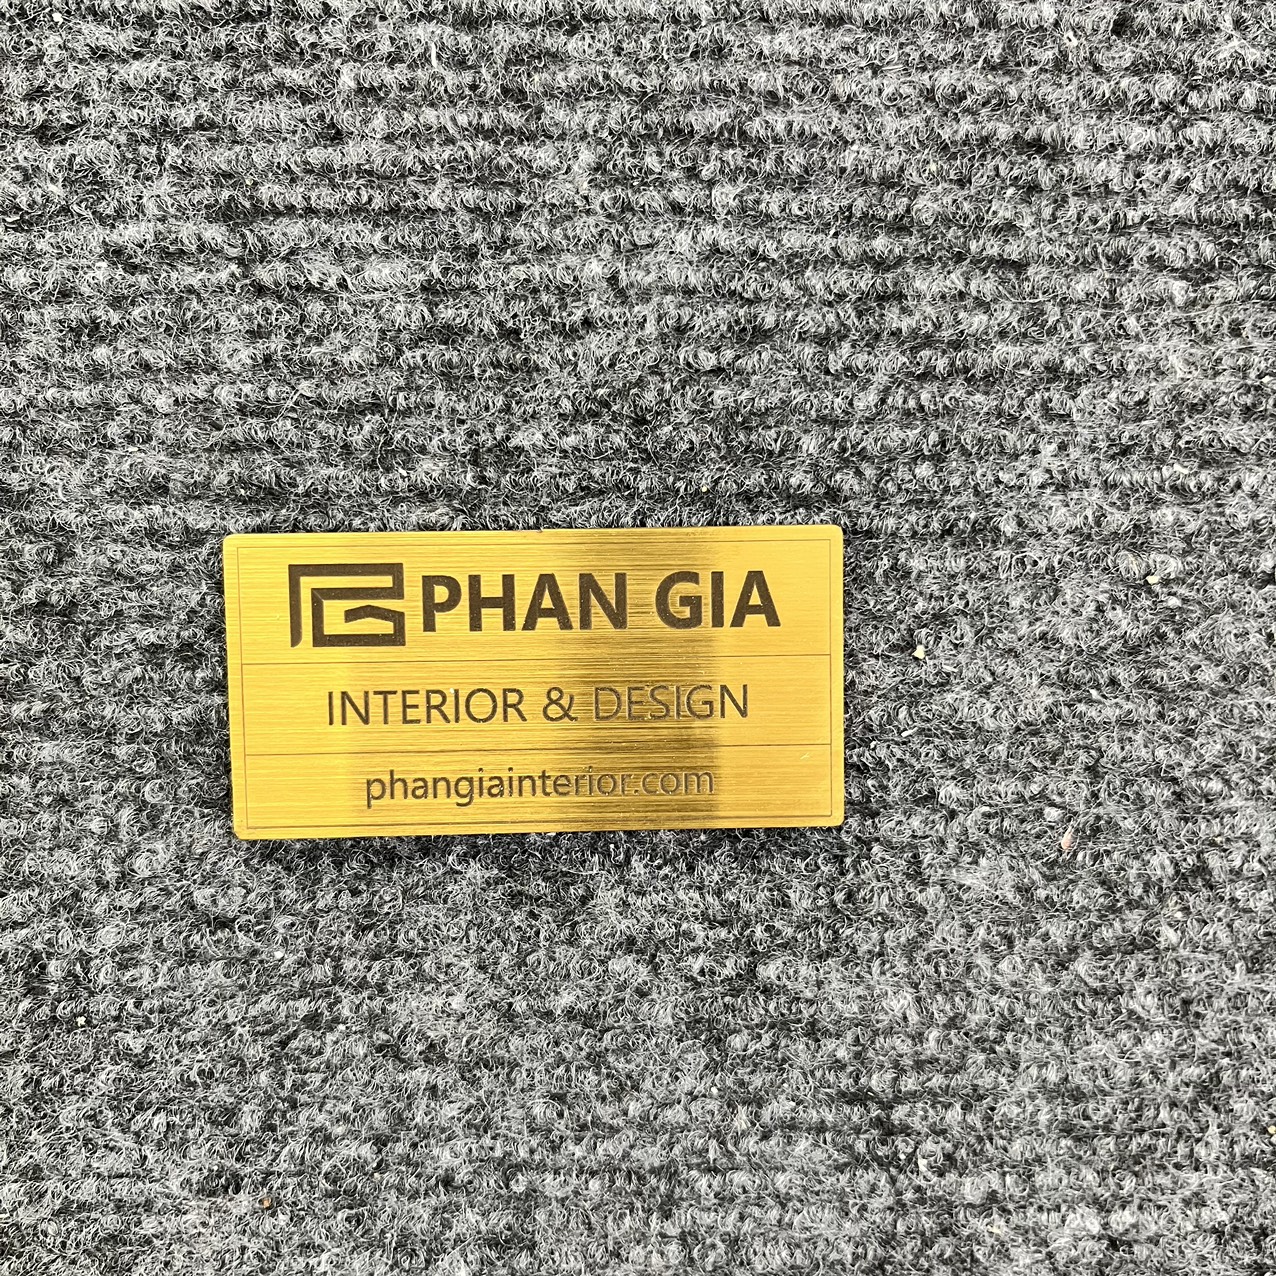 PHAN GIA
INTERIOR & DESIGN
phangiainterior.com